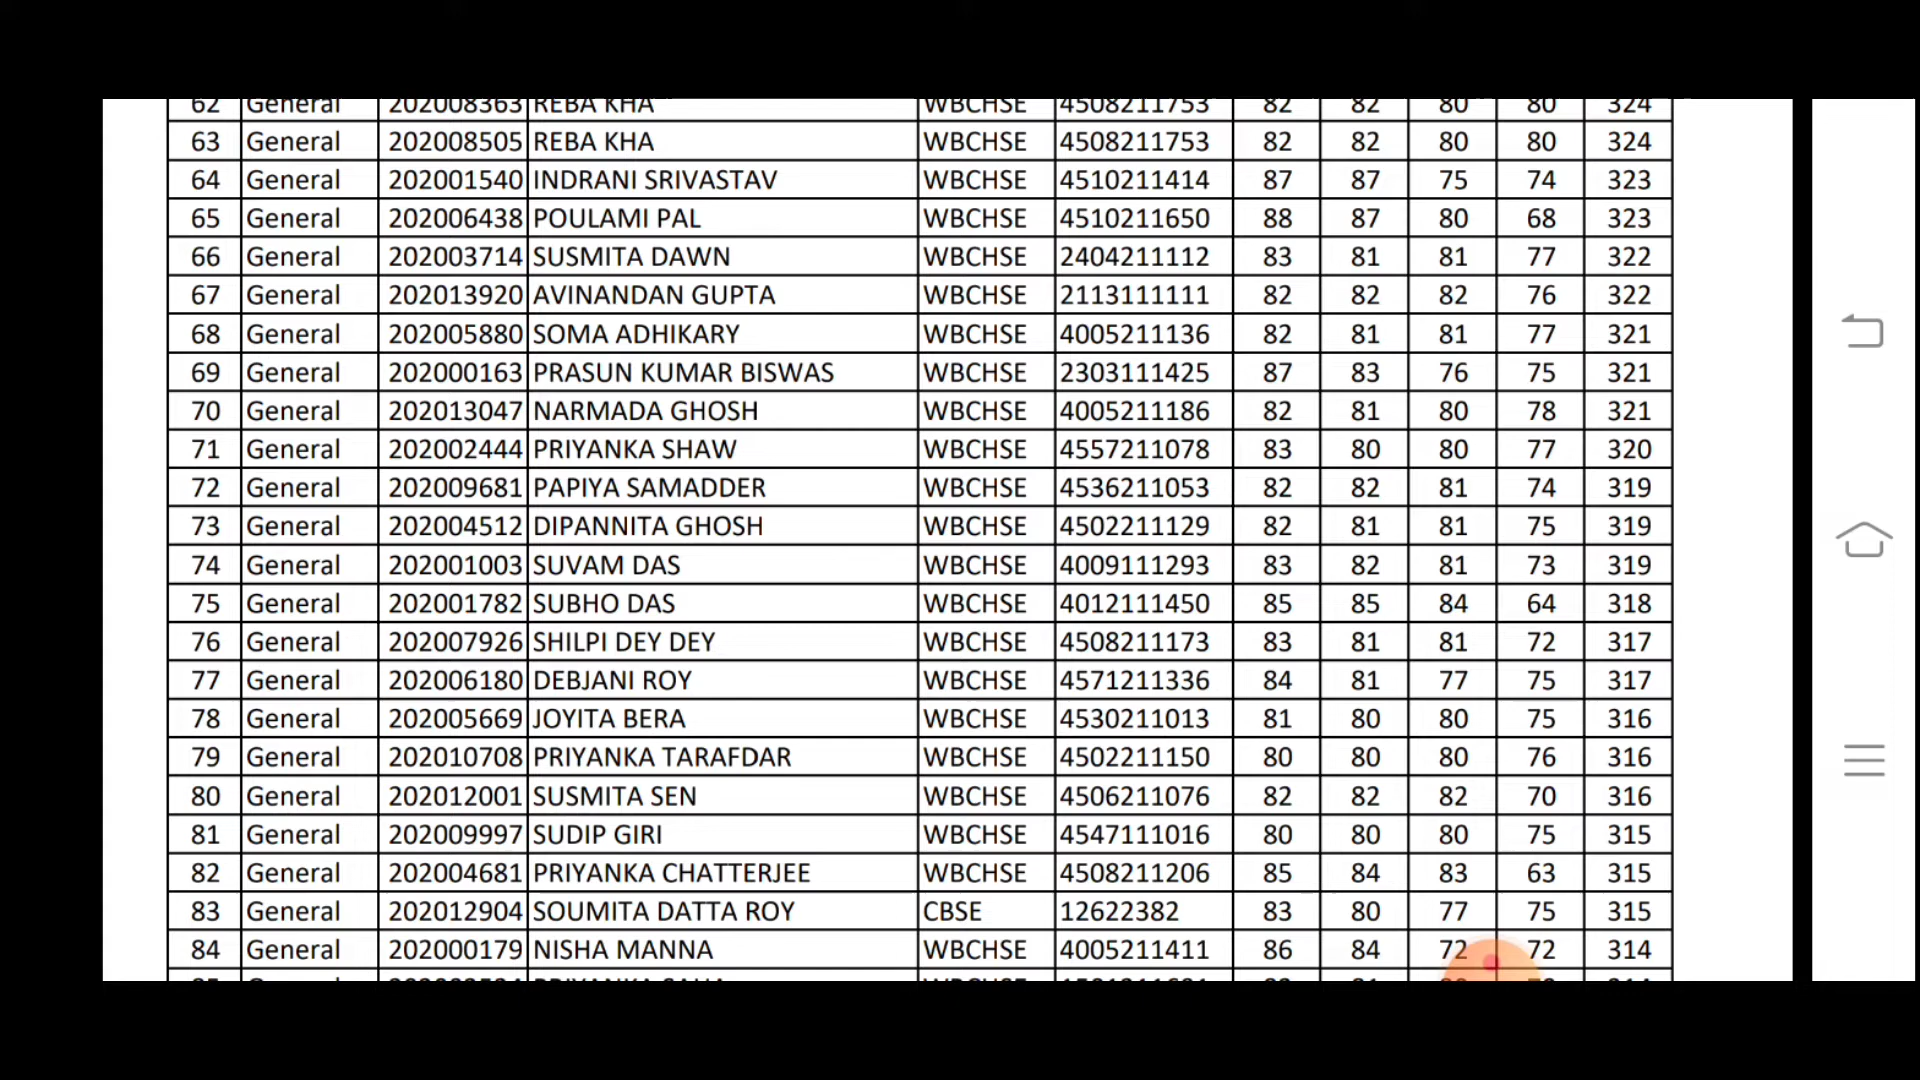 62 General 202008363 REBA KHA WBCHSE 4508211753 82 82 80 80 324
63 General 202008505 REBA KHA WBCHSE 4508211753 82 82 80 80 324
64 General 202001540 INDRANI SRIVASTAV WBCHSE 4510211414 87 87 75 74 323
65 General 202006438 POULAMI PAL WBCHSE 4510211650 88 87 80 68 323
66 General 202003714 SUSMITA DAWN WBCHSE 2404211112 83 81 81 77 322
67 General 202013920 AVINANDAN GUPTA WBCHSE 2113111111 82 82 82 76 322
68 General 202005880 SOMA ADHIKARY WBCHSE 4005211136 82 81 81 77 321
69 General 202000163 PRASUN KUMAR BISWAS WBCHSE 2303111425 87 83 76 75 321
70 General 202013047 NARMADA GHOSH WBCHSE 4005211186 82 81 80 78 321
71 General 202002444 PRIYANKA SHAW WBCHSE 4557211078 83 80 80 77 320
72 General 202009681 PAPIYA SAMADDER WBCHSE 4536211053 82 82 81 74 319
73 General 202004512 DIPANNITA GHOSH WBCHSE 4502211129 82 81 81 75 319
74 General 202001003 SUVAM DAS WBCHSE 4009111293 83 82 81 73 319
75 General 202001782 SUBHO DAS WBCHSE 4012111450 85 85 84 64 318
76 General 202007926 SHILPI DEY DEY WBCHSE 4508211173 83 81 81 72 317
77 General 202006180 DEBJANI ROY WBCHSE 4571211336 84 81 77 75 317
78 General 202005669 JOYITA BERA WBCHSE 4530211013 81 80 80 75 316
79 General 202010708 PRIYANKA TARAFDAR WBCHSE 4502211150 80 80 80 76 316
80 General 202012001 SUSMITA SEN WBCHSE 4506211076 82 82 82 70 316
81 General 202009997 SUDIP GIRI WBCHSE 4547111016 80 80 80 75 315
82 General 202004681 PRIYANKA CHATTERJEE WBCHSE 4508211206 85 84 83 63 315
83 General 202012904 SOUMITA DATTA ROY CBSE 12622382 83 80 77 75 315
84 General 202000179 NISHA MANNA WBCHSE 4005211411 86 84 72 72 314